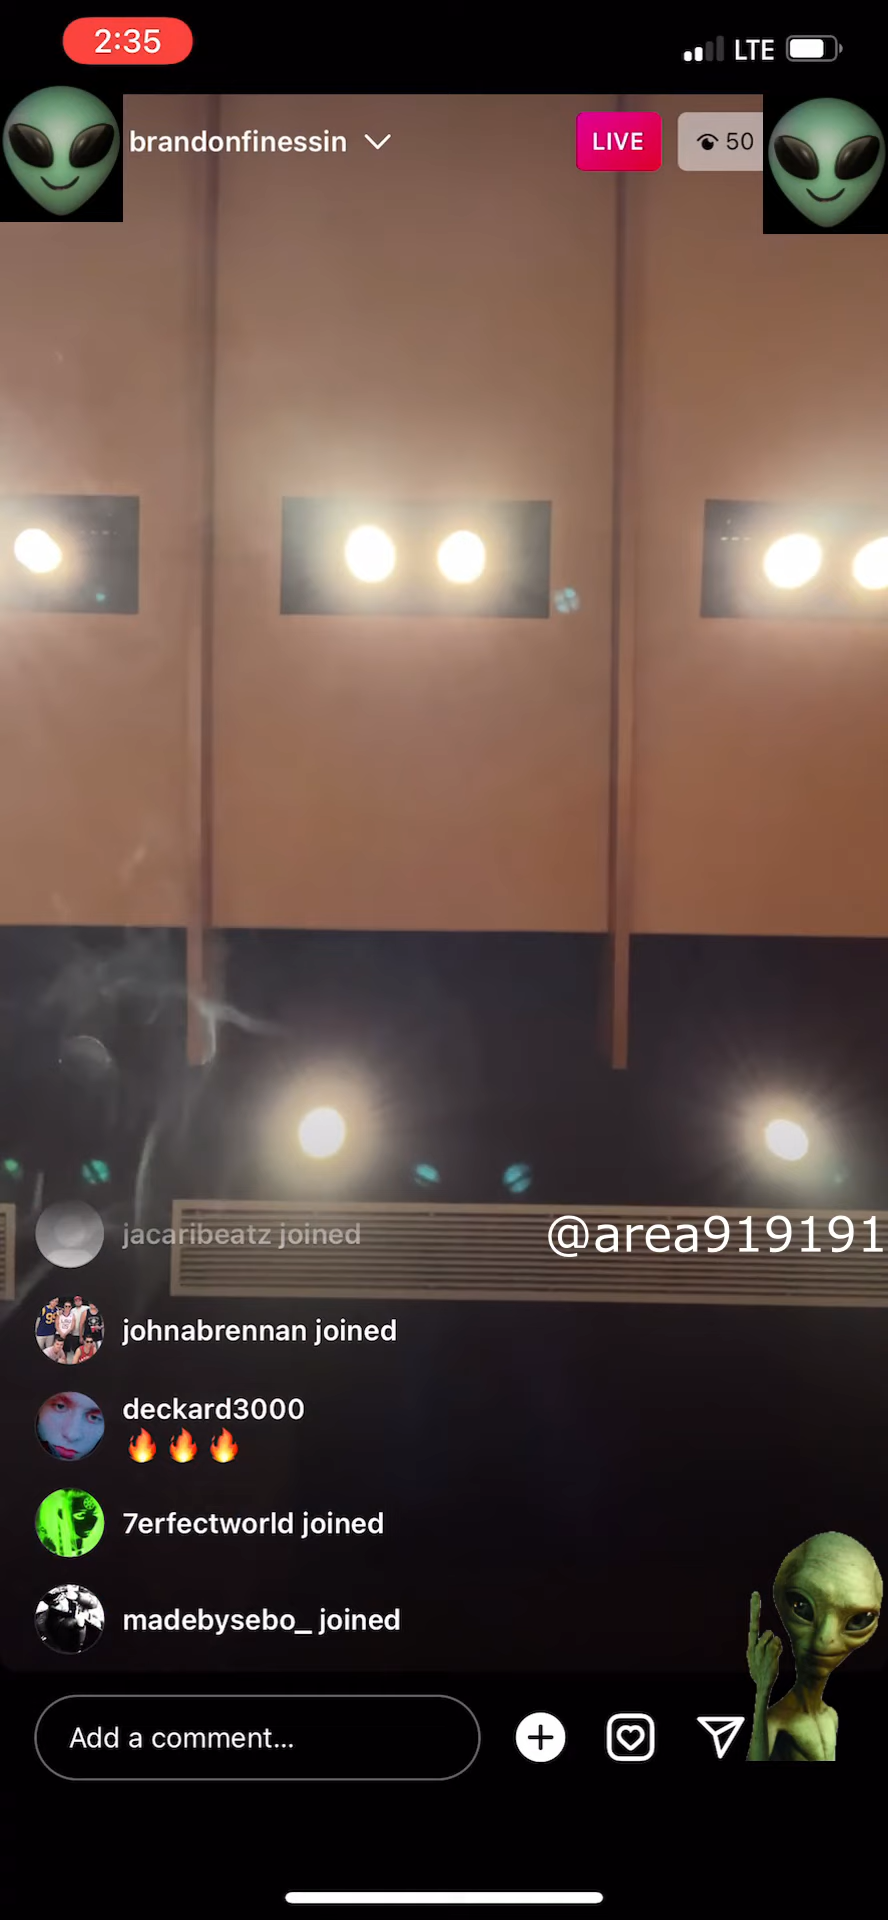 2:35
LTE
brandonfinessin
LIVE
50
jacaribeatz joined
@area919191
johnabrennan joined
deckard3000
🔥🔥🔥
7erfectworld joined
madebysebo_ joined
Add a comment...